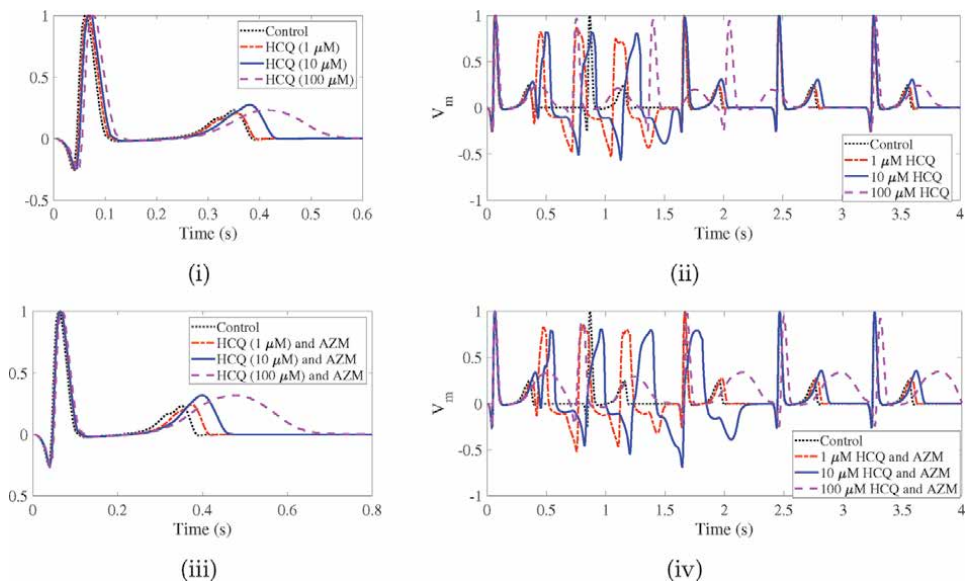 1
0.5
0
-0.5
0 0.1 0.2 0.3 0.4 0.5 0.6
Time (s)
Control
HCQ (1 μM)
HCQ (10 μM)
HCQ (100 μM)
(i)
1
0.5
0
-0.5
-1
V_m
0 0.5 1 1.5 2 2.5 3 3.5 4
Time (s)
Control
1 μM HCQ
10 μM HCQ
100 μM HCQ
(ii)
1
0.5
0
0.5
0 0.2 0.4 0.6 0.8
Time (s)
Control
HCQ (1 μM) and AZM
HCQ (10 μM) and AZM
HCQ (100 μM) and AZM
(iii)
1
0.5
0
-0.5
-1
V_m
0 0.5 1 1.5 2 2.5 3 3.5 4
Time (s)
Control
1 μM HCQ and AZM
10 μM HCQ and AZM
100 μM HCQ and AZM
(iv)